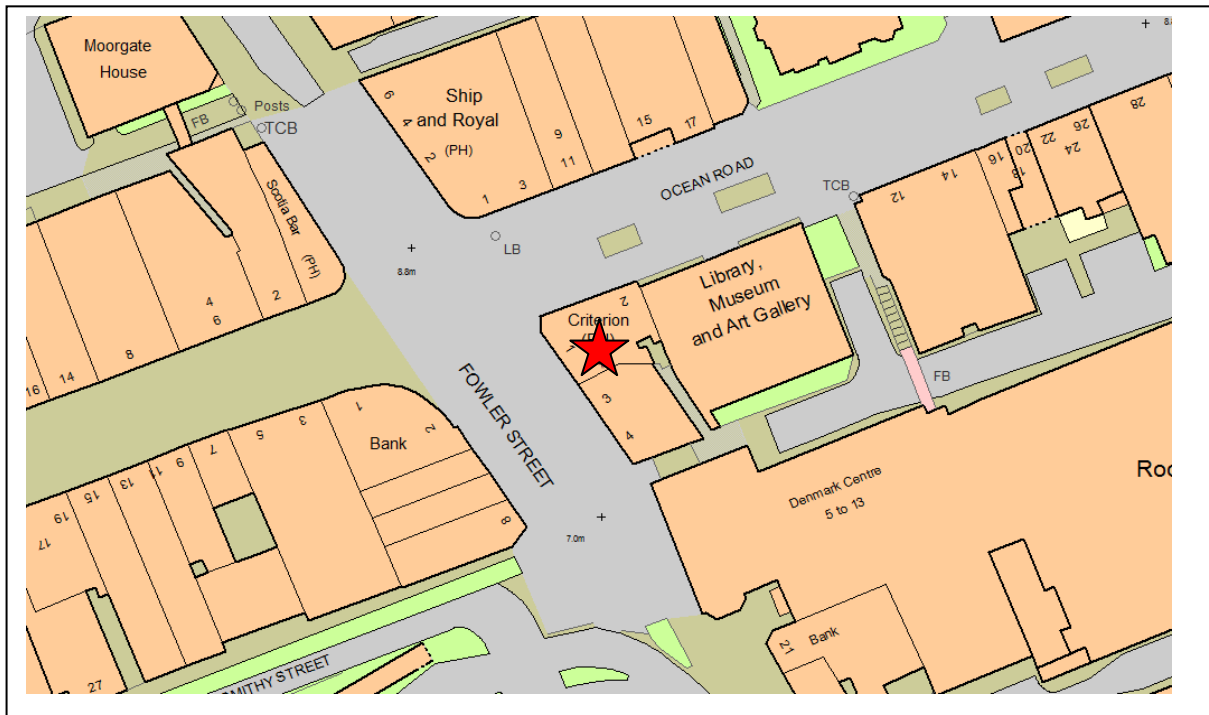 Moorgate
House
FB
Posts
TCB
6
4
2
Ship
and Royal
(PH)
1
3
9
11
15
17
OCEAN ROAD
TCB
12
14
16
18
20
22
24
26
28
8.8m
LB
Scotia Bar
(PH)
2
4
6
8
14
16
Library,
Museum
and Art Gallery
2
Criterion
1
3
4
FB
FOWLER STREET
7.0m
Denmark Centre
5 to 13
Bank
1
2
8
3
5
7
9
11
13
15
19
17
27
SMITHY STREET
Bank
21